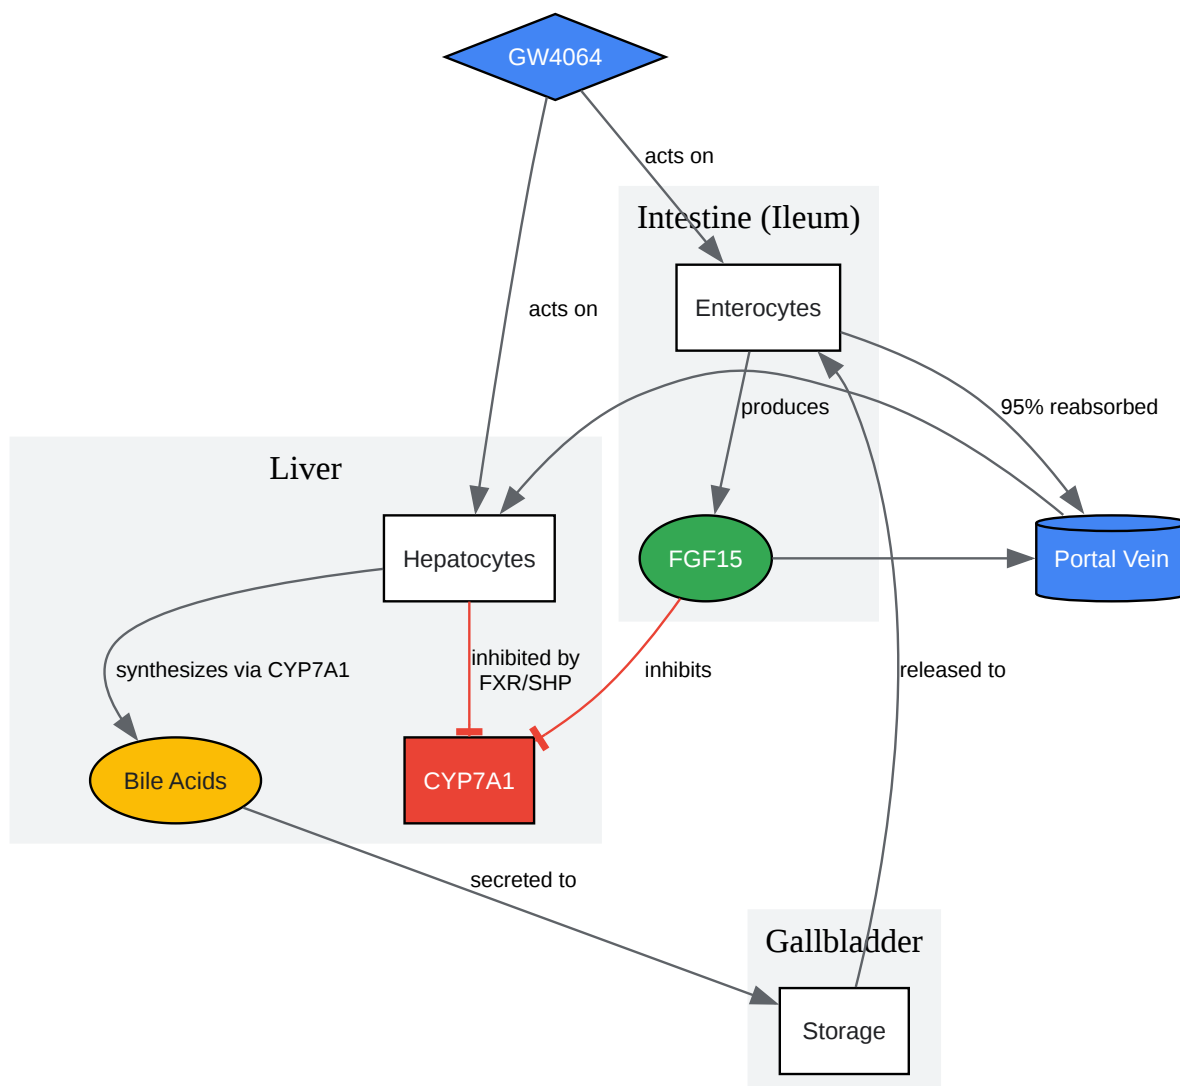 GW4064
acts on
Intestine (Ileum)
Enterocytes
acts on
produces
95% reabsorbed
Liver
Hepatocytes
FGF15
Portal Vein
synthesizes via CYP7A1
inhibited by
FXR/SHP
inhibits
released to
Bile Acids
CYP7A1
secreted to
Gallbladder
Storage